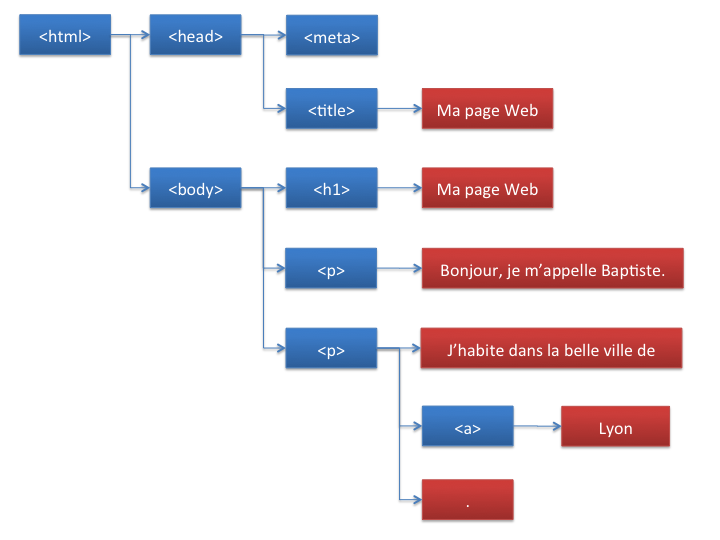 <html>
<head>
<meta>
<title>
Ma page Web
<body>
<h1>
Ma page Web
<p>
Bonjour, je m’appelle Baptiste.
<p>
J’habite dans la belle ville de
<a>
Lyon
.